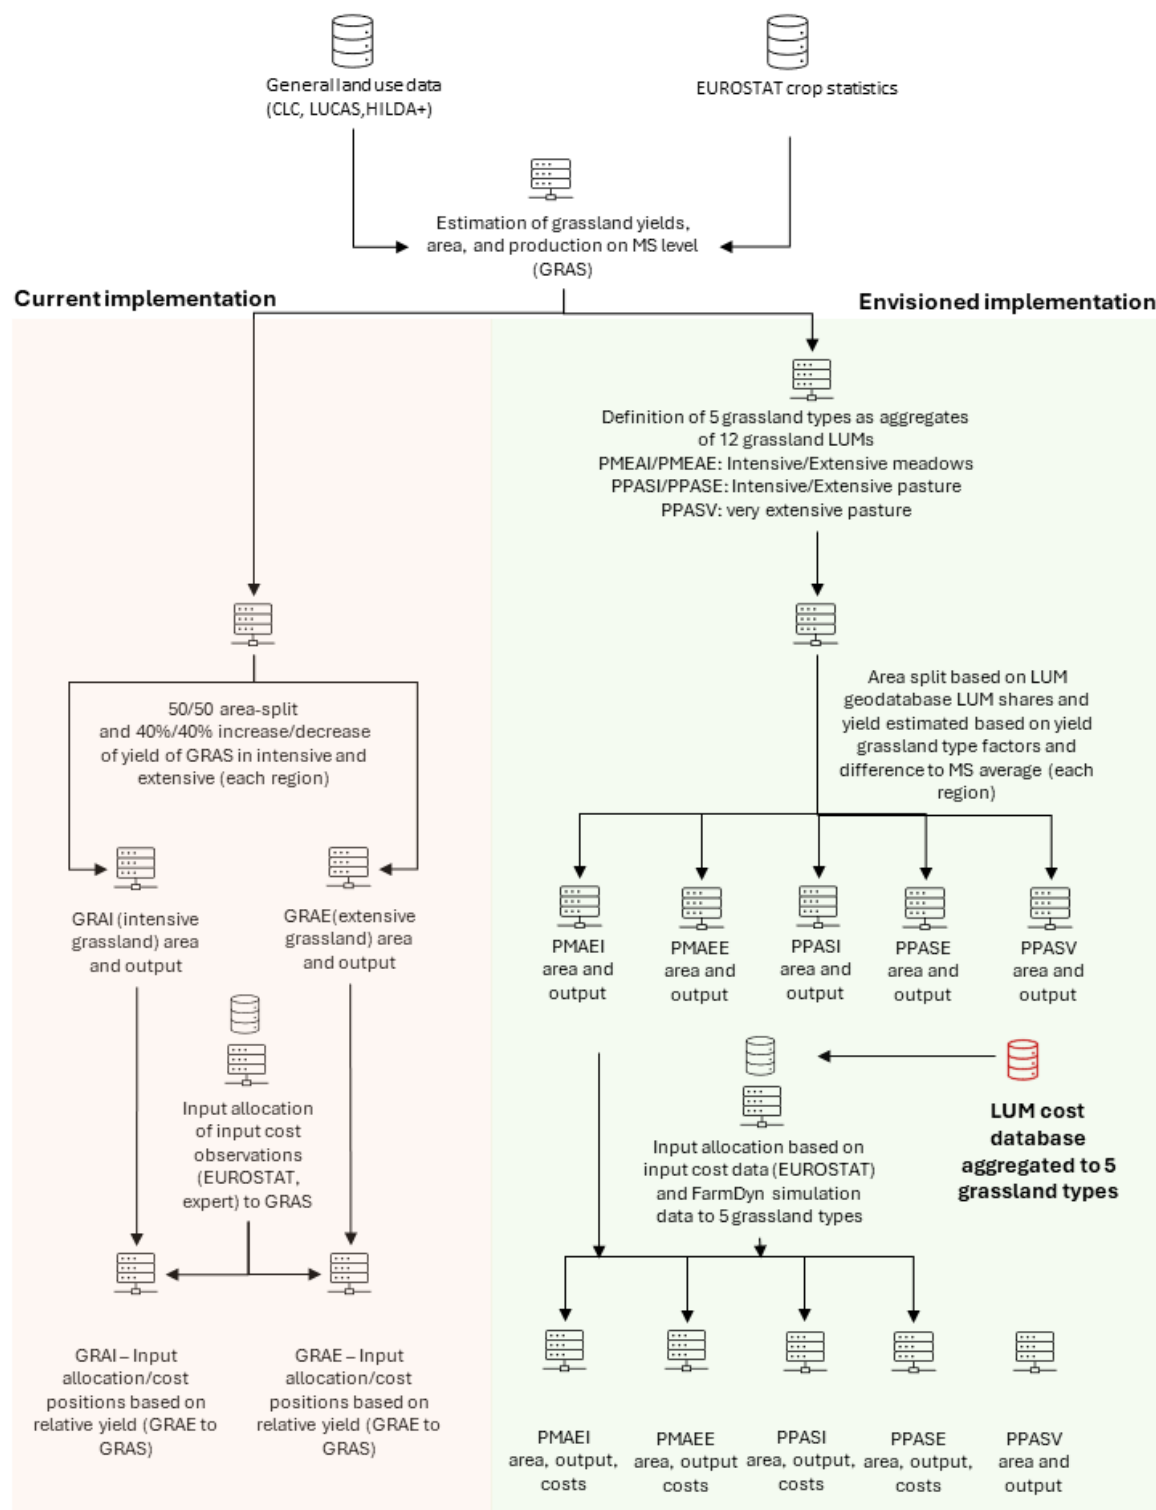 General land use data
(CLC, LUCAS,HILDA+)
EUROSTAT crop statistics
Estimation of grassland yields,
area, and production on MS level
(GRAS)
Current implementation
Envisioned implementation
Definition of 5 grassland types as aggregates
of 12 grassland LUMs
PMEAI/PMEAE: Intensive/Extensive meadows
PPASI/PPASE: Intensive/Extensive pasture
PPASV: very extensive pasture
50/50 area-split
and 40%/40% increase/decrease
of yield of GRAS in intensive and
extensive (each region)
Area split based on LUM
geodatabase LUM shares and
yield estimated based on yield
grassland type factors and
difference to MS average (each
region)
GRAI (intensive
grassland) area
and output
GRAE(extensive
grassland) area
and output
PMAEI
area and
output
PMAEE
area and
output
PPASI
area and
output
PPASE
area and
output
PPASV
area and
output
Input allocation
of input cost
observations
(EUROSTAT,
expert) to GRAS
Input allocation based on
input cost data (EUROSTAT)
and FarmDyn simulation
data to 5 grassland types
LUM cost
database
aggregated to 5
grassland types
GRAI – Input
allocation/cost
positions based on
relative yield (GRAE to
GRAS)
GRAE – Input
allocation/cost
positions based on
relative yield (GRAE to
GRAS)
PMAEI
area, output,
costs
PMAEE
area, output
costs
PPASI
area, output,
costs
PPASE
area, output,
costs
PPASV
area and
output